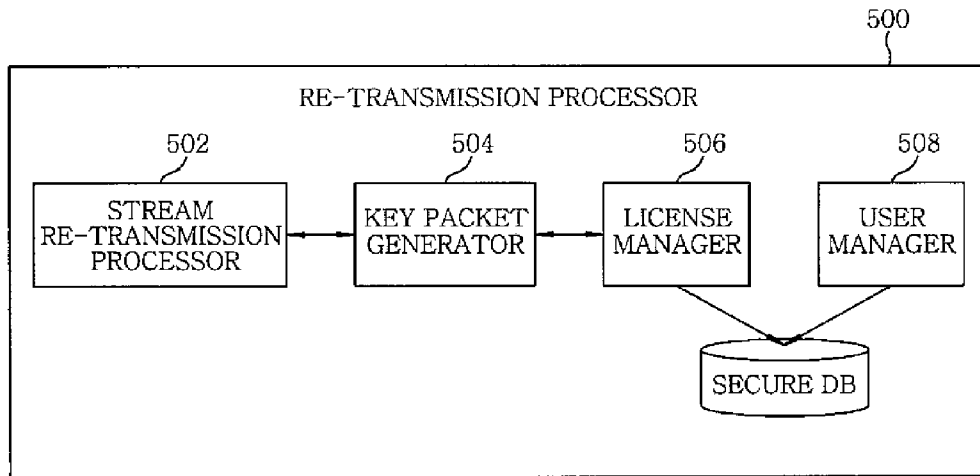 500
RE-TRANSMISSION PROCESSOR
502
504
506
508
STREAM
RE-TRANSMISSION
PROCESSOR
KEY PACKET
GENERATOR
LICENSE
MANAGER
USER
MANAGER
SECURE DB